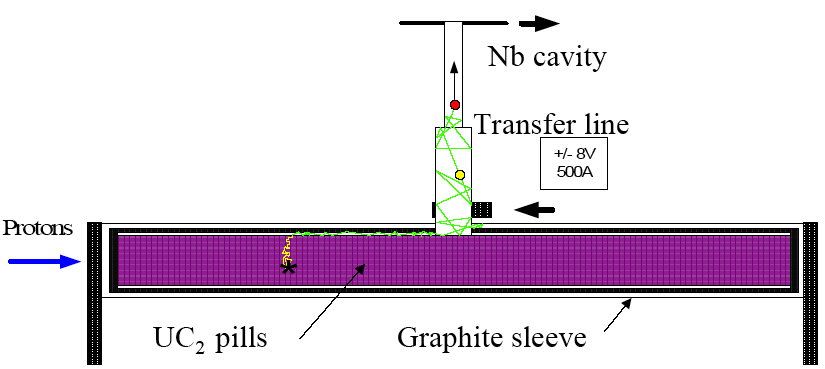 Nb cavity
Transfer line
+/- 8V
500A
Protons
UC₂ pills
Graphite sleeve